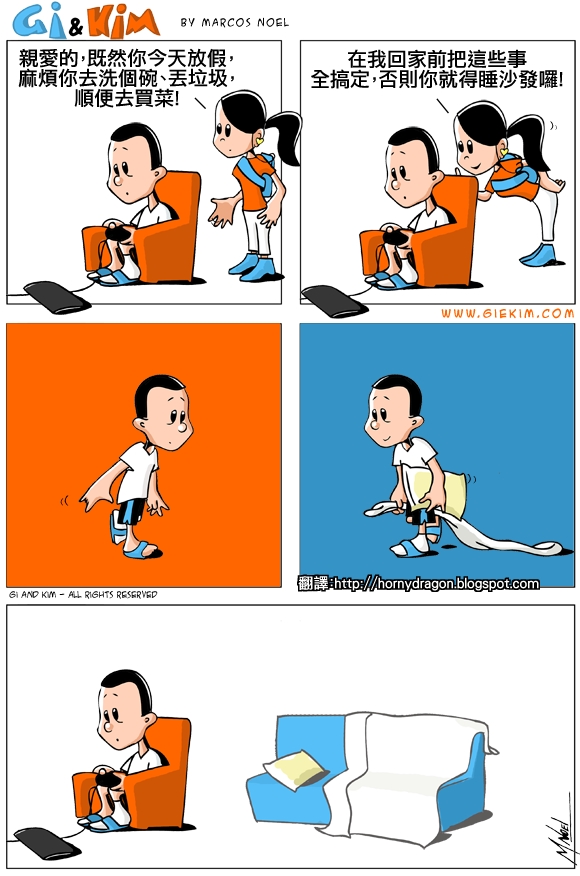 Gi & Kim BY MARCOS NOEL
親愛的,既然你今天放假,
麻煩你去洗個碗、丟垃圾,
順便去買菜!
在我回家前把這些事
全搞定,否則你就得睡沙發囉!
WWW.GIEKIM.COM
GI AND KIM - ALL RIGHTS RESERVED
翻譯:http://hornydragon.blogspot.com
M.NOEL